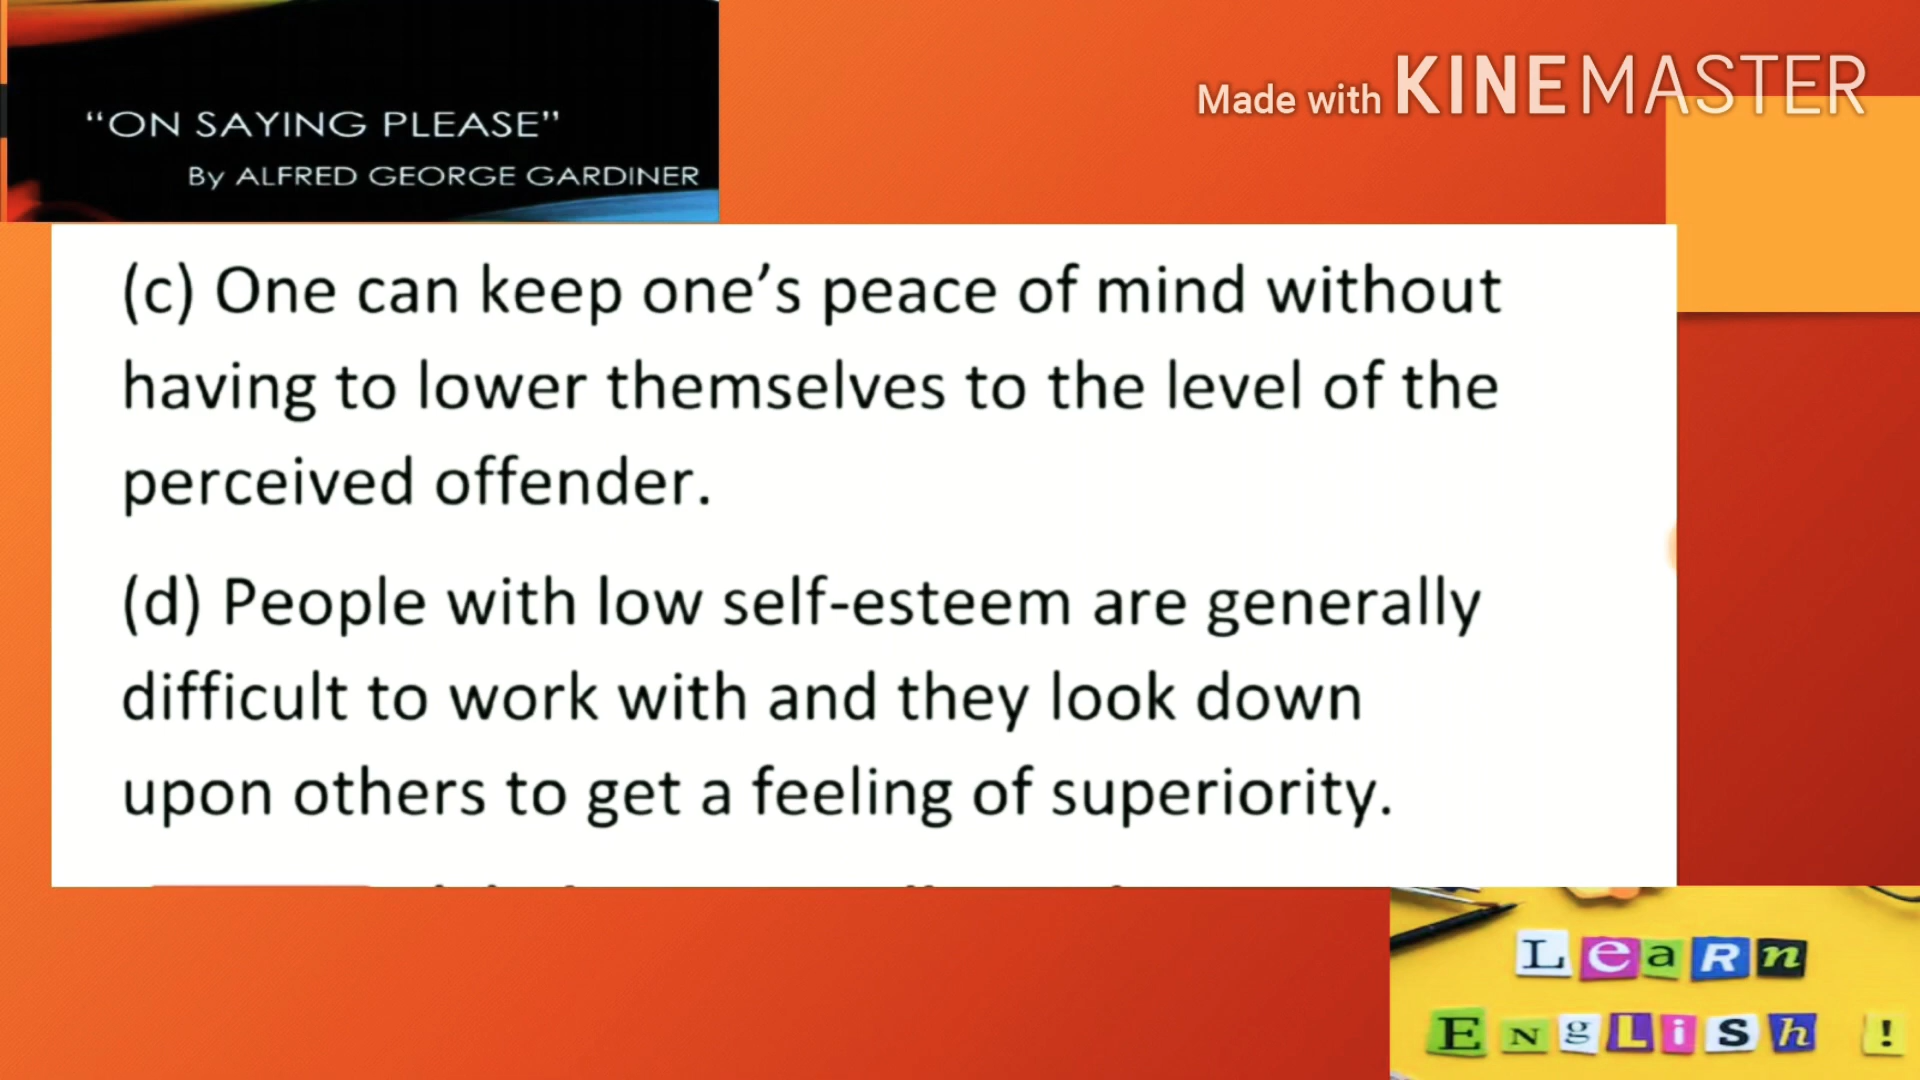 “ON SAYING PLEASE”
By ALFRED GEORGE GARDINER
Made with KINEMASTER
(c) One can keep one’s peace of mind without
having to lower themselves to the level of the
perceived offender.
(d) People with low self-esteem are generally
difficult to work with and they look down
upon others to get a feeling of superiority.
LeaRn
ENgLish !